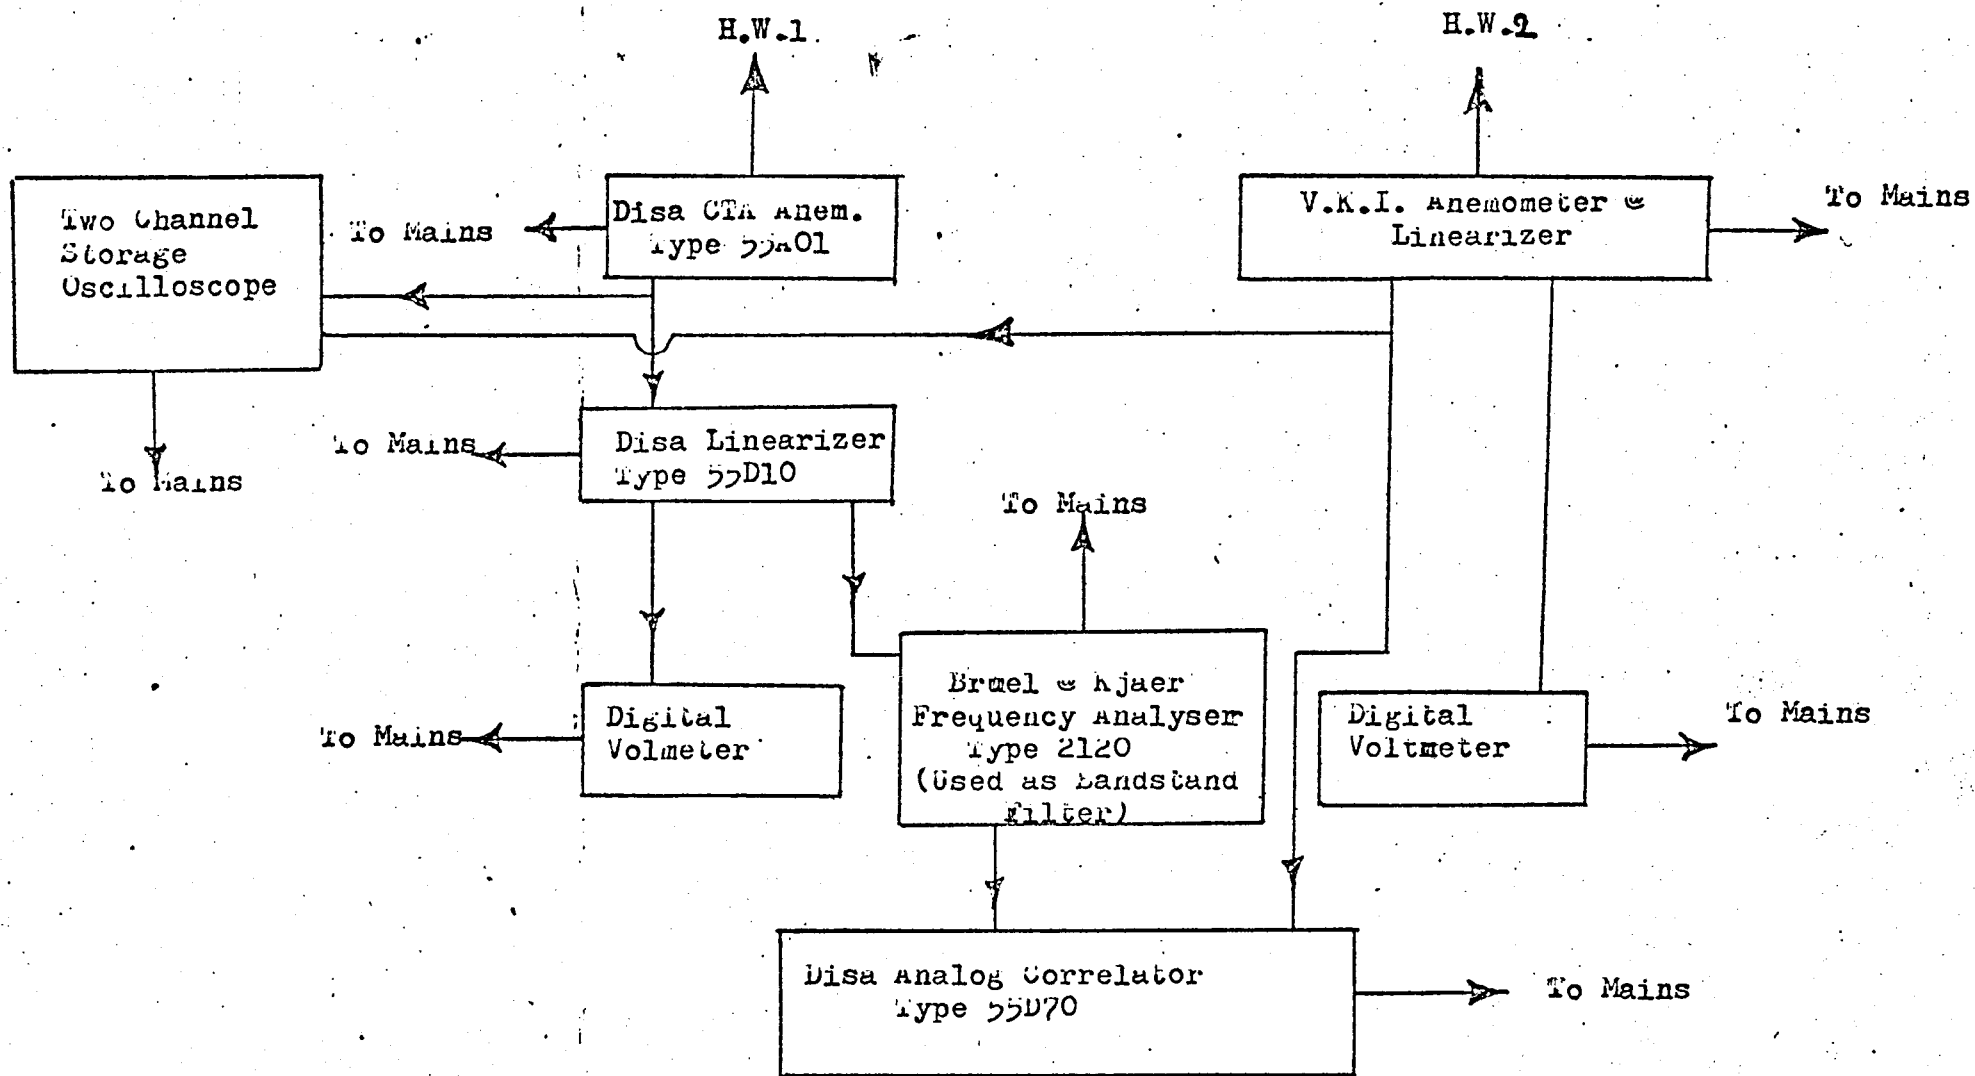 H.W.1.
H.W.2
Two Channel
Storage
Oscilloscope
To Mains
Disa CTA Anem.
Type 55A01
V.K.I. Anemometer &
Linearizer
To Mains
To Mains
To Mains
Disa Linearizer
Type 55D10
To Mains
Digital
Volmeter
To Mains
Bruel & Kjaer
Frequency Analyser
Type 2120
(Used as Bandstand
Filter)
Digital
Voltmeter
To Mains
To Mains
Disa Analog Correlator
Type 55D70
To Mains